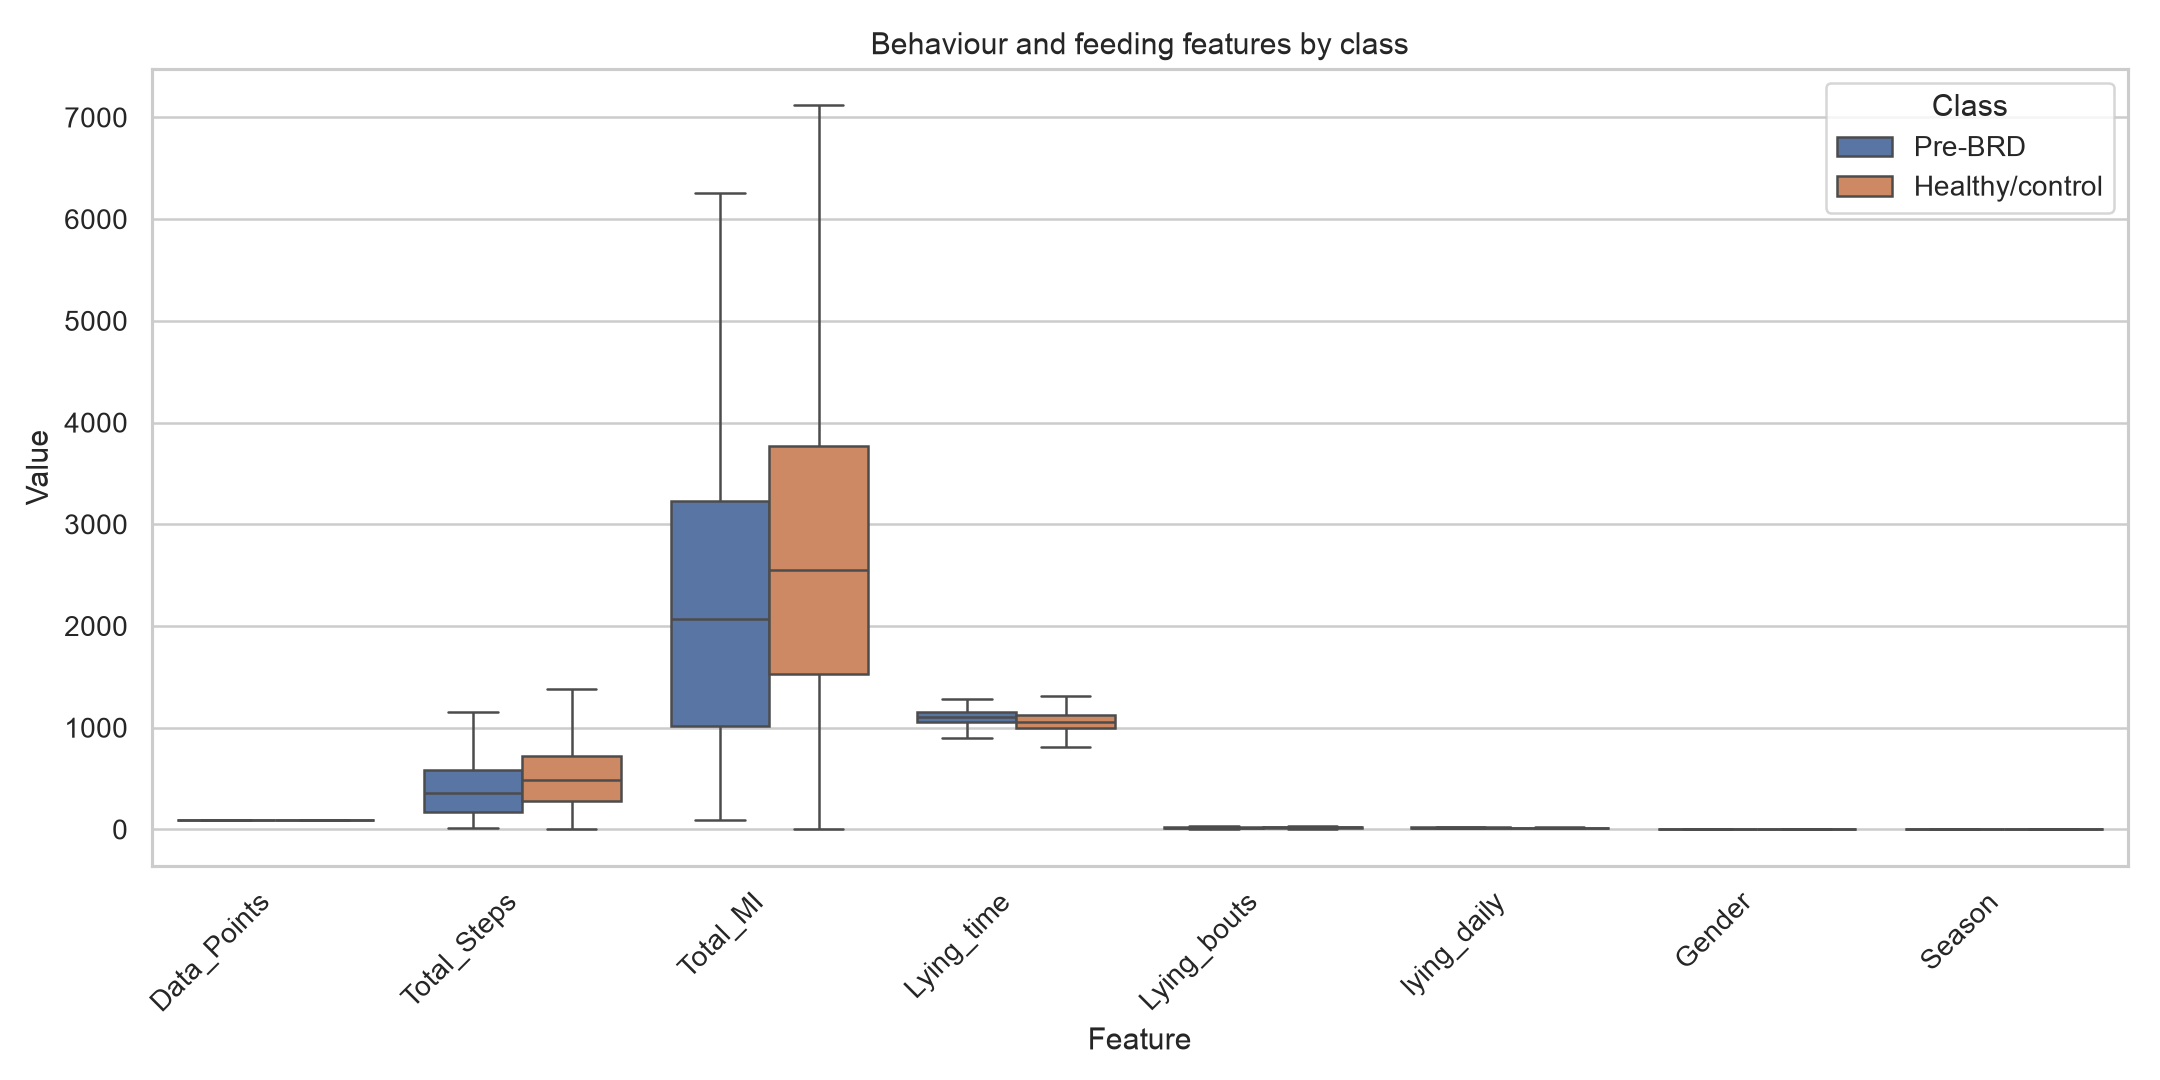 Behaviour and feeding features by class
Class
Pre-BRD
Healthy/control
Value
7000
6000
5000
4000
3000
2000
1000
0
Data_Points
Total_Steps
Total_MI
Lying_time
Lying_bouts
lying_daily
Gender
Season
Feature